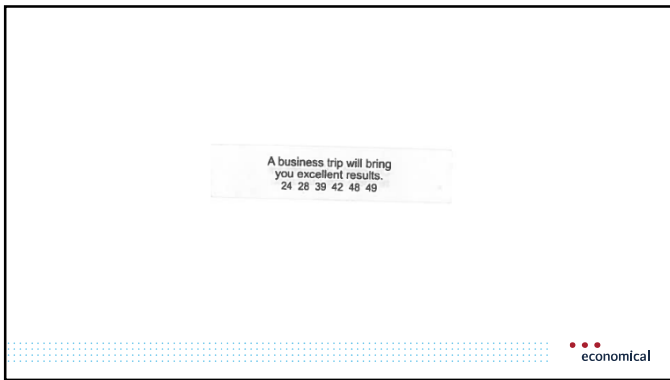 A business trip will bring
you excellent results.
24 28 39 42 48 49
economical